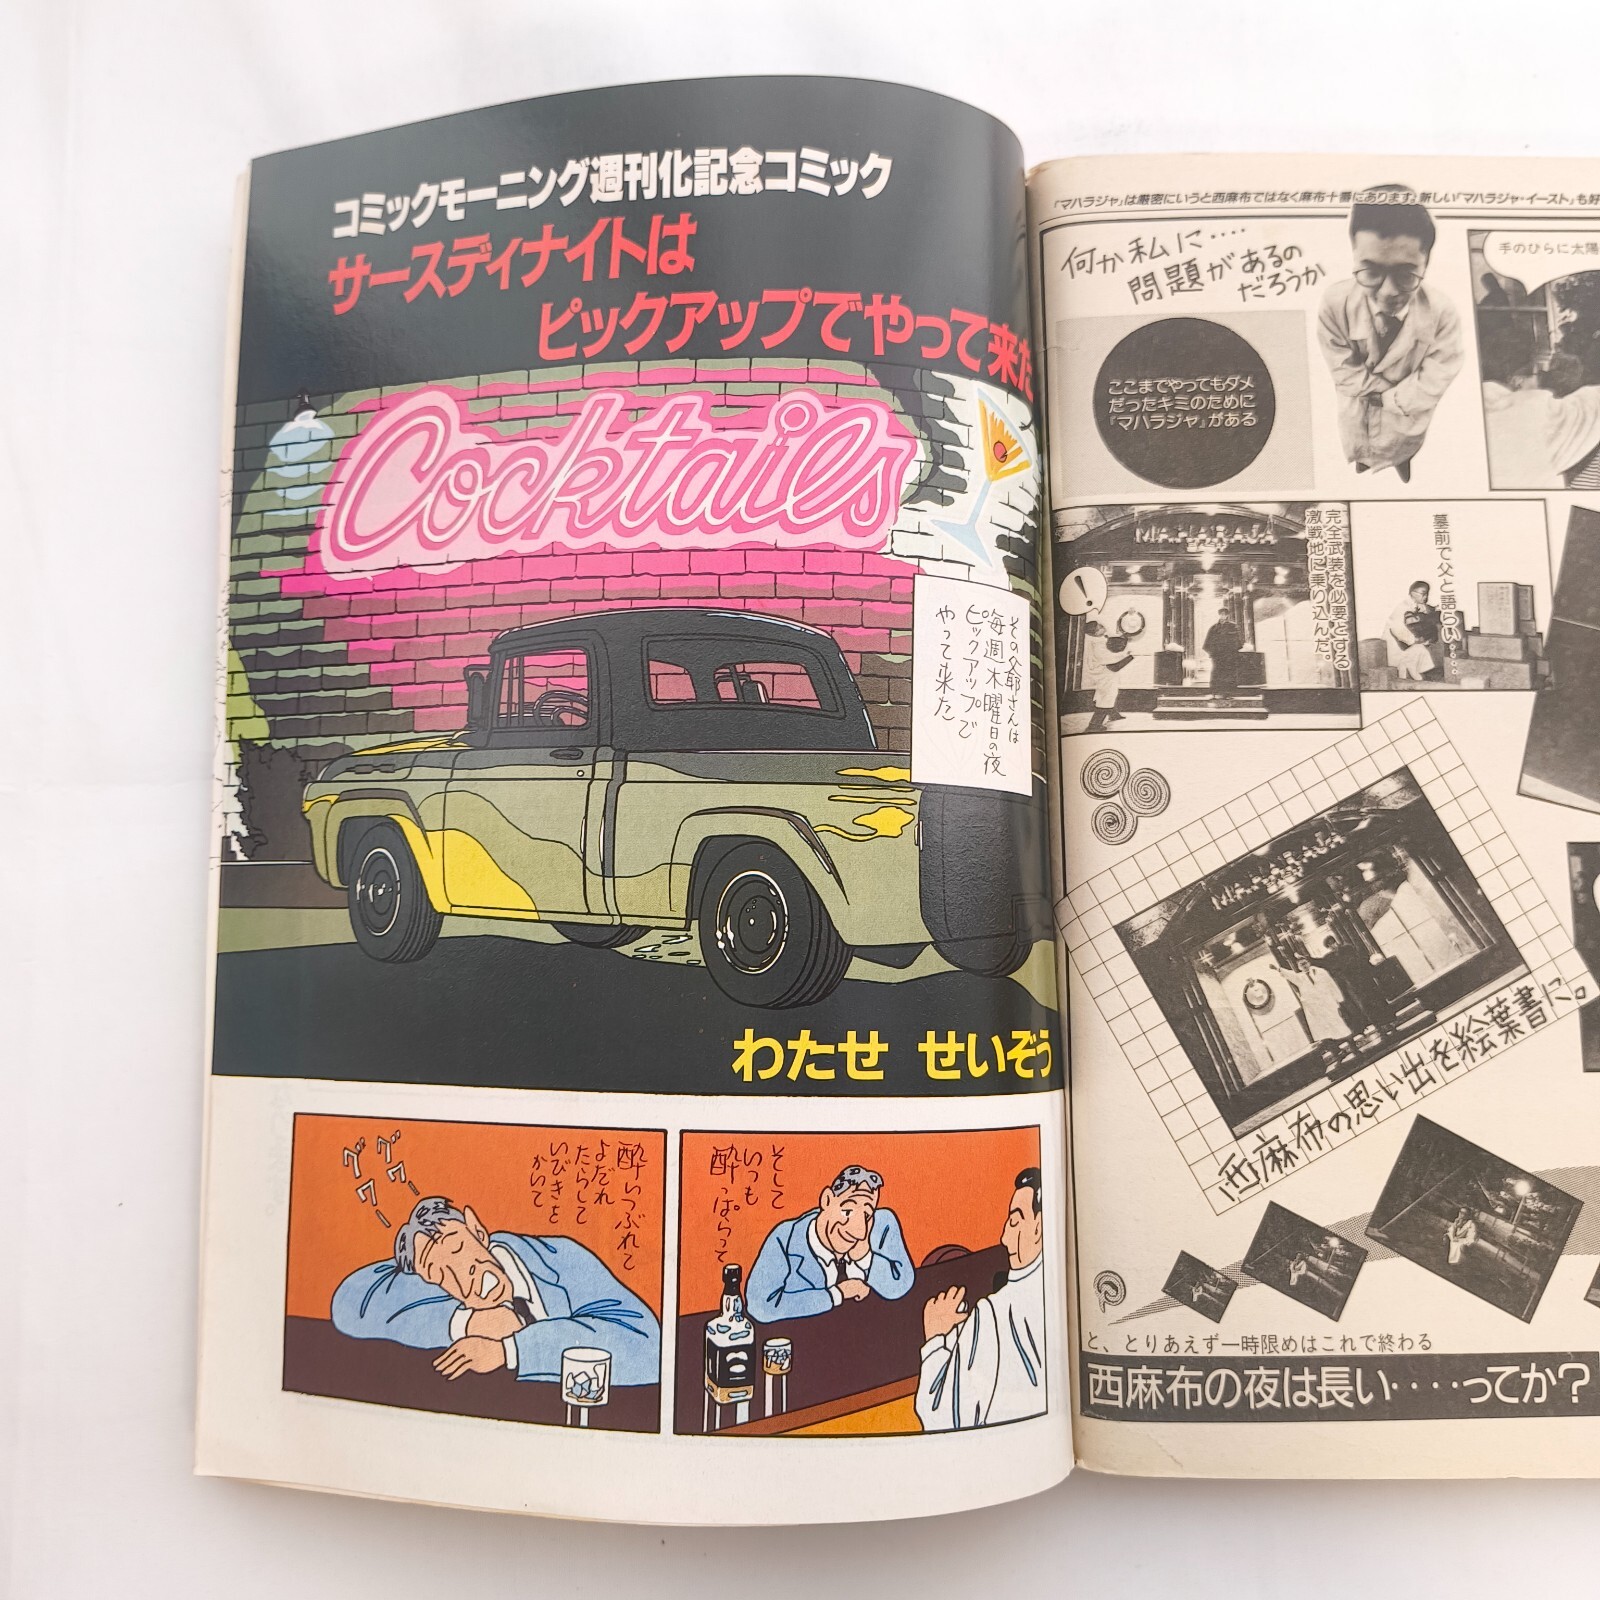 コミックモーニング週刊化記念コミック
サースディナイトは
ピックアップでやって来た
Cocktails
その爺さんは
毎週木曜日の夜
ピックアップで
やって来た
わたせ せいぞう
そして
いつも
酔っぱらって
酔いつぶれて
よだれ
たらして
いびきを
かいて
グヴー
グワー
「マハラジャ」は厳密にいうと西麻布ではなく麻布十番にあります。新しい「マハラジャ・イースト」も好
何か私に‥‥
問題があるの
だろうか
手のひらに太陽
ここまでやってもダメ
だったキミのために
『マハラジャ』がある
MAHARAJA
完全武装を必要とする
激戦地に乗り込んだ。
!
墓前で父と語らい‥‥
MAHARAJA
西麻布の思い出を絵葉書に。
と、とりあえず一時限めはこれで終わる
西麻布の夜は長い‥‥ってか?